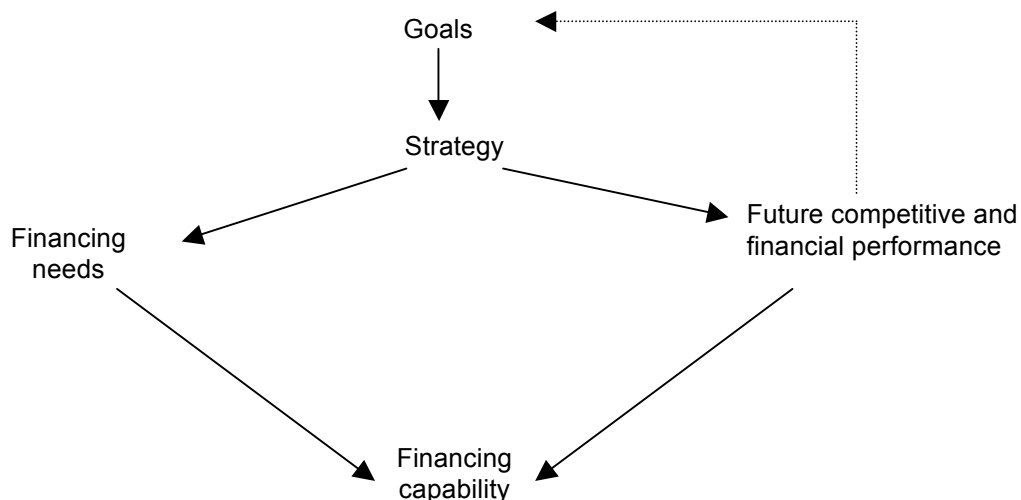 Goals
Strategy
Financing
needs
Future competitive and
financial performance
Financing
capability